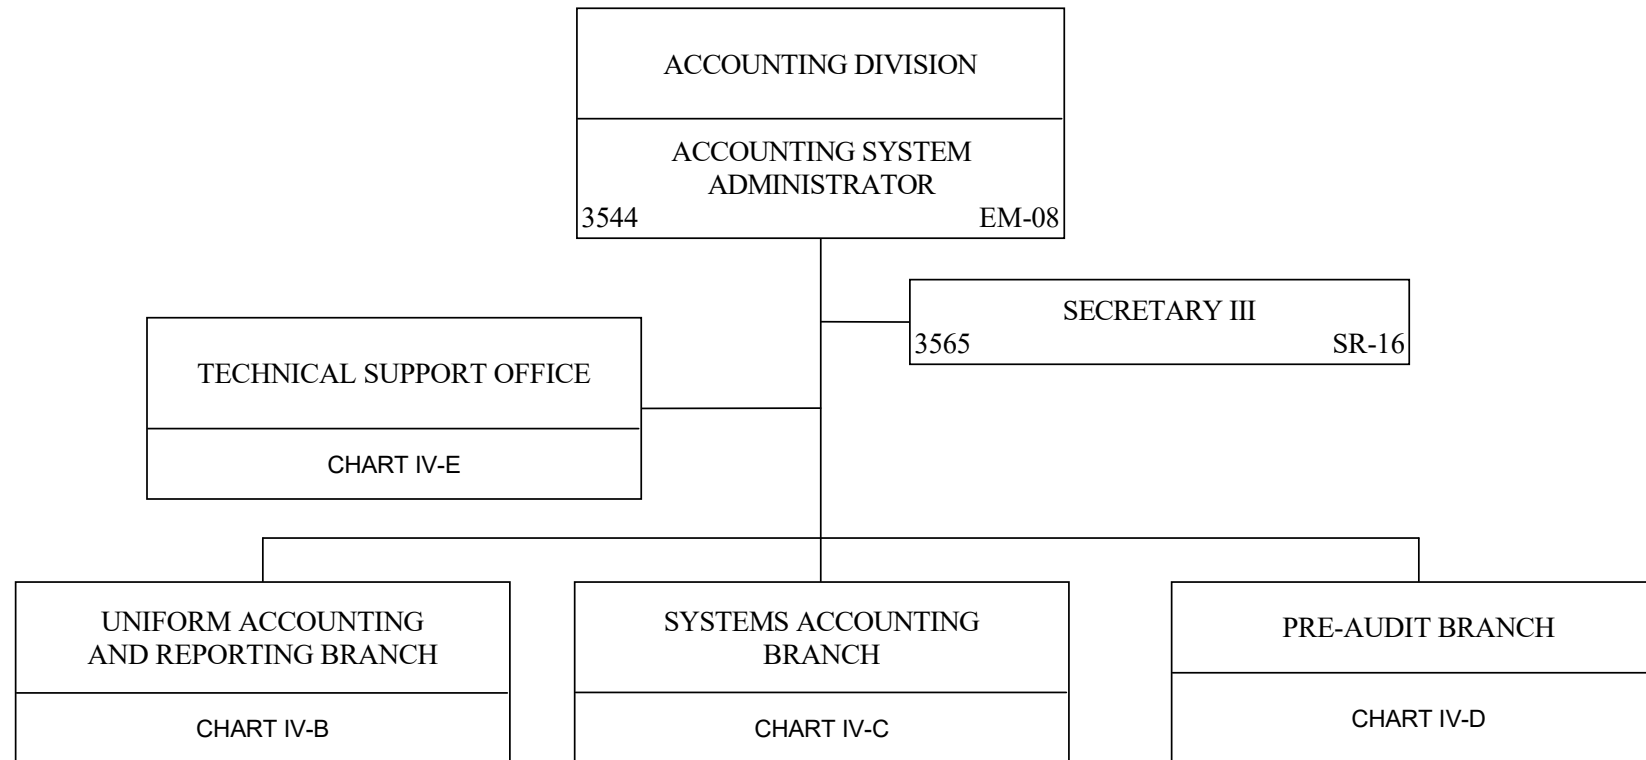 ACCOUNTING DIVISION
ACCOUNTING SYSTEM
ADMINISTRATOR
3544 EM-08
SECRETARY III
3565 SR-16
TECHNICAL SUPPORT OFFICE
CHART IV-E
UNIFORM ACCOUNTING
AND REPORTING BRANCH
CHART IV-B
SYSTEMS ACCOUNTING
BRANCH
CHART IV-C
PRE-AUDIT BRANCH
CHART IV-D